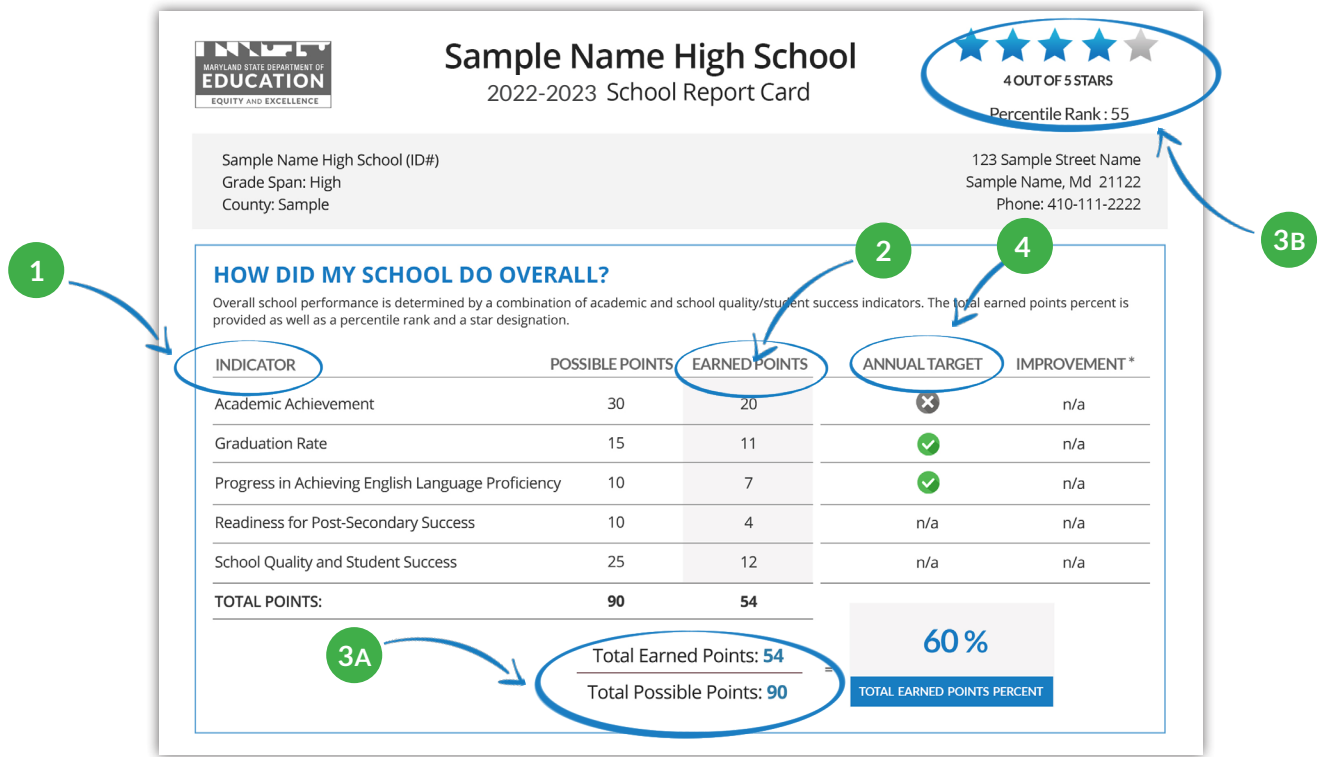 MARYLAND STATE DEPARTMENT OF
EDUCATION
EQUITY AND EXCELLENCE
Sample Name High School
2022-2023 School Report Card
4 OUT OF 5 STARS
Percentile Rank : 55
Sample Name High School (ID#)
Grade Span: High
County: Sample
123 Sample Street Name
Sample Name, Md 21122
Phone: 410-111-2222
1
2
4
3B
HOW DID MY SCHOOL DO OVERALL?
Overall school performance is determined by a combination of academic and school quality/student success indicators. The total earned points percent is
provided as well as a percentile rank and a star designation.
INDICATOR POSSIBLE POINTS EARNED POINTS ANNUAL TARGET IMPROVEMENT *
Academic Achievement 30 20 n/a
Graduation Rate 15 11 n/a
Progress in Achieving English Language Proficiency 10 7 n/a
Readiness for Post-Secondary Success 10 4 n/a n/a
School Quality and Student Success 25 12 n/a n/a
TOTAL POINTS: 90 54
3A
Total Earned Points: 54
Total Possible Points: 90
=
60 %
TOTAL EARNED POINTS PERCENT